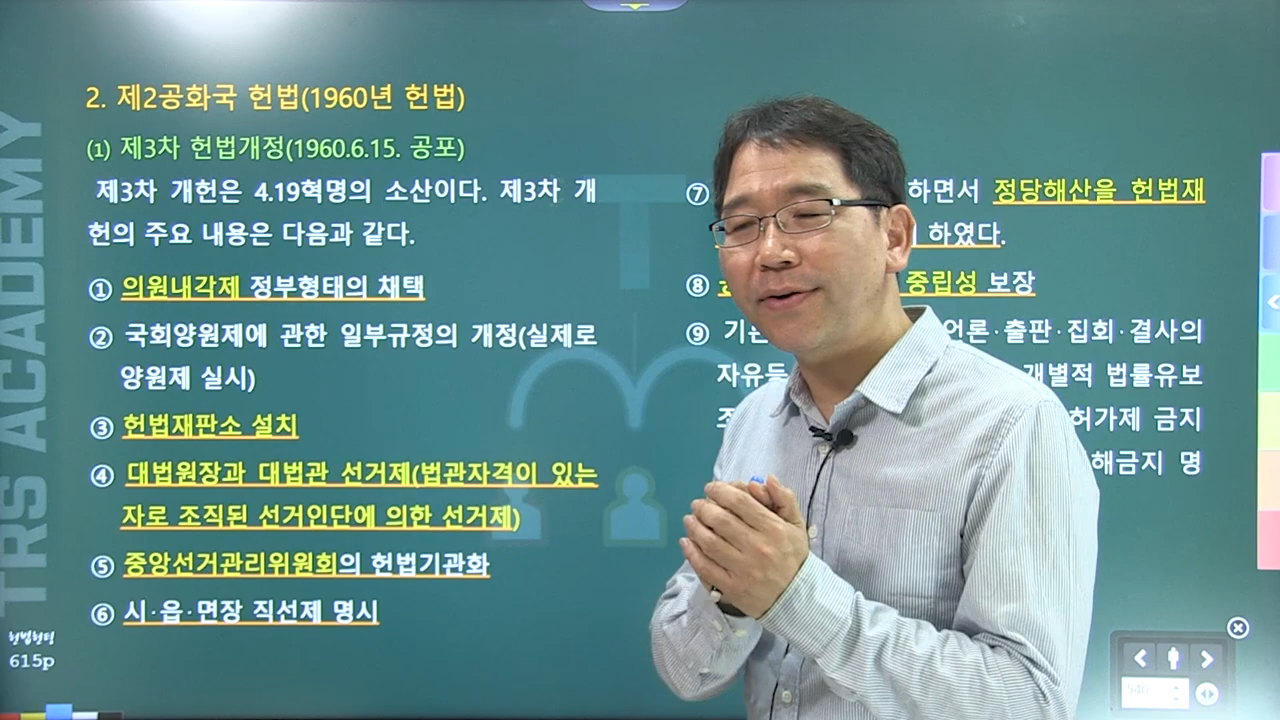 2. 제2공화국 헌법(1960년 헌법)
(1) 제3차 헌법개정(1960.6.15. 공포)
제3차 개헌은 4.19혁명의 소산이다. 제3차 개
헌의 주요 내용은 다음과 같다.
① 의원내각제 정부형태의 채택
② 국회양원제에 관한 일부규정의 개정(실제로
양원제 실시)
③ 헌법재판소 설치
④ 대법원장과 대법관 선거제(법관자격이 있는
자로 조직된 선거인단에 의한 선거제)
⑤ 중앙선거관리위원회의 헌법기관화
⑥ 시·읍·면장 직선제 명시
⑦ 하면서 정당해산을 헌법재
하였다.
⑧ 중립성 보장
⑨ 언론·출판·집회·결사의
자유등 개별적 법률유보
허가제 금지
해금지 명
TRS ACADEMY
615p
540